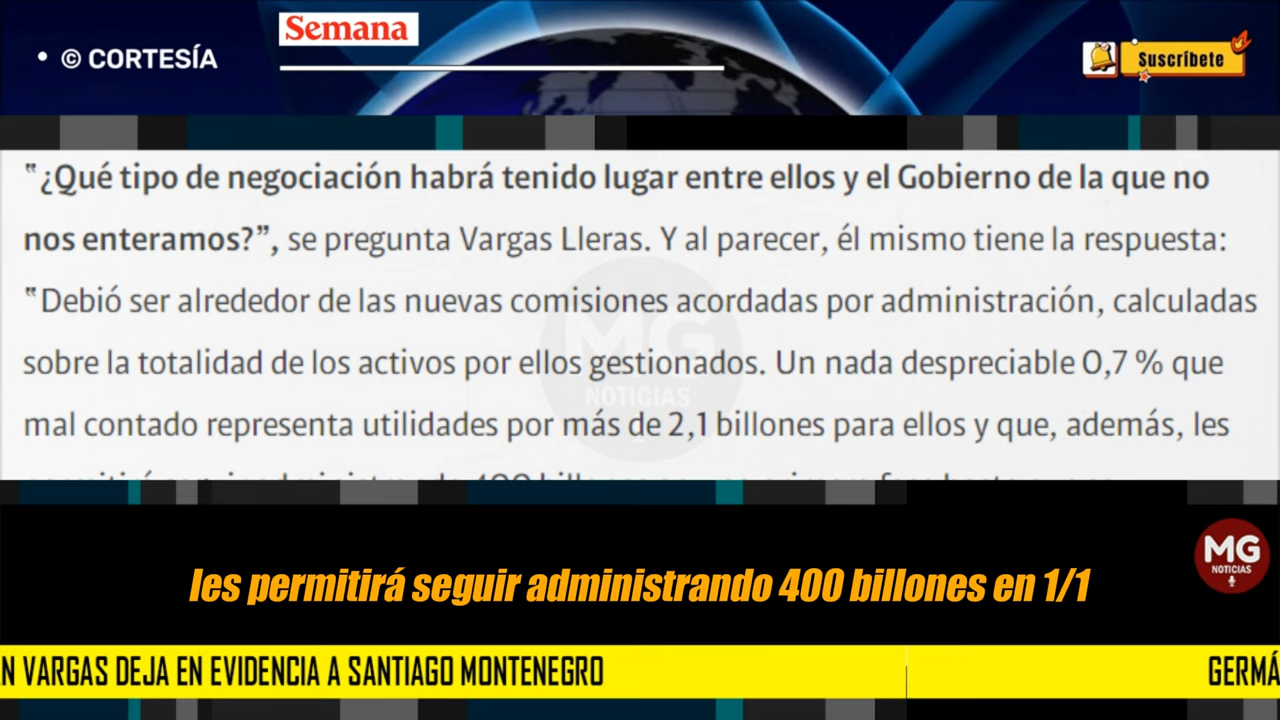 Semana
• © CORTESÍA
Suscríbete
"¿Qué tipo de negociación habrá tenido lugar entre ellos y el Gobierno de la que no
nos enteramos?", se pregunta Vargas Lleras. Y al parecer, él mismo tiene la respuesta:
"Debió ser alrededor de las nuevas comisiones acordadas por administración, calculadas
sobre la totalidad de los activos por ellos gestionados. Un nada despreciable 0,7 % que
mal contado representa utilidades por más de 2,1 billones para ellos y que, además, les
MG
NOTICIAS
les permitirá seguir administrando 400 billones en 1/1
MG
NOTICIAS
N VARGAS DEJA EN EVIDENCIA A SANTIAGO MONTENEGRO
GERMÁ